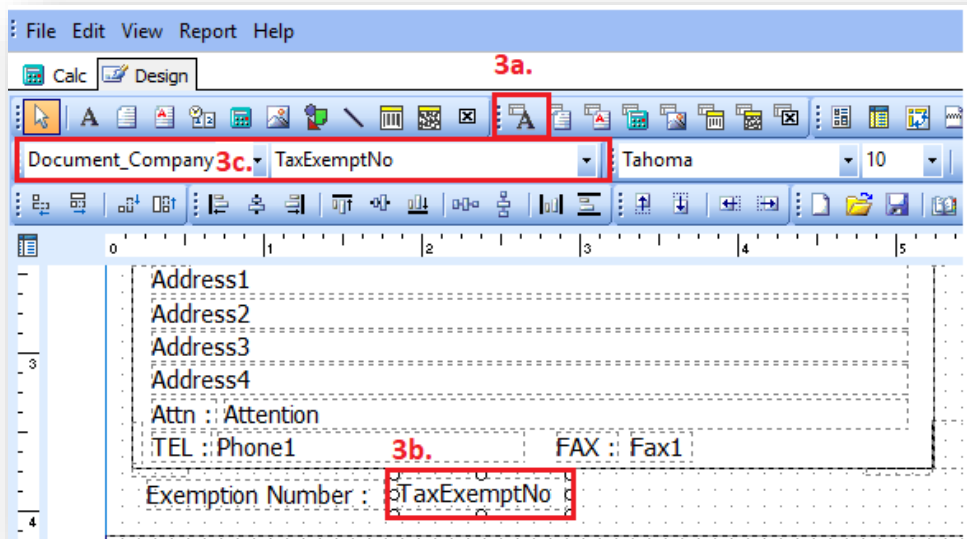 File Edit View Report Help
Calc Design 3a.
Document_Company 3c. TaxExemptNo Tahoma 10
0 1 2 3 4 5
Address1
Address2
Address3
3
Address4
Attn : Attention
TEL : Phone1 3b. FAX : Fax1
Exemption Number : TaxExemptNo
4